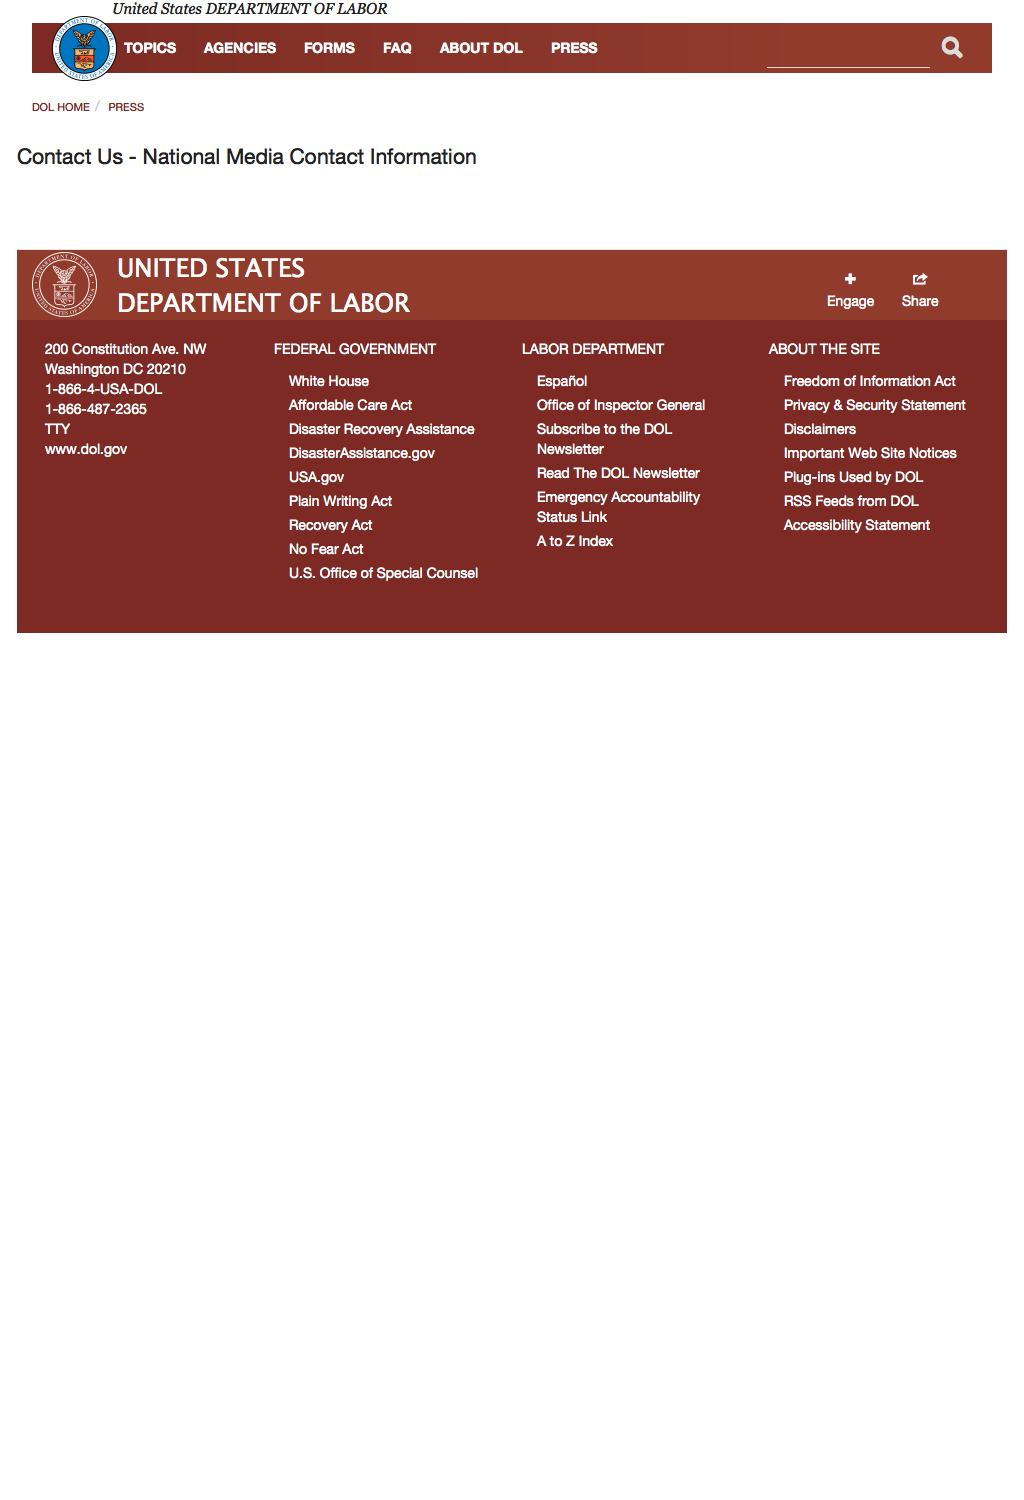 United States DEPARTMENT OF LABOR
TOPICS AGENCIES FORMS FAQ ABOUT DOL PRESS
DOL HOME / PRESS
Contact Us - National Media Contact Information
UNITED STATES
DEPARTMENT OF LABOR
Engage Share
200 Constitution Ave. NW
Washington DC 20210
1-866-4-USA-DOL
1-866-487-2365
TTY
www.dol.gov
FEDERAL GOVERNMENT
White House
Affordable Care Act
Disaster Recovery Assistance
DisasterAssistance.gov
USA.gov
Plain Writing Act
Recovery Act
No Fear Act
U.S. Office of Special Counsel
LABOR DEPARTMENT
Español
Office of Inspector General
Subscribe to the DOL
Newsletter
Read The DOL Newsletter
Emergency Accountability
Status Link
A to Z Index
ABOUT THE SITE
Freedom of Information Act
Privacy & Security Statement
Disclaimers
Important Web Site Notices
Plug-ins Used by DOL
RSS Feeds from DOL
Accessibility Statement